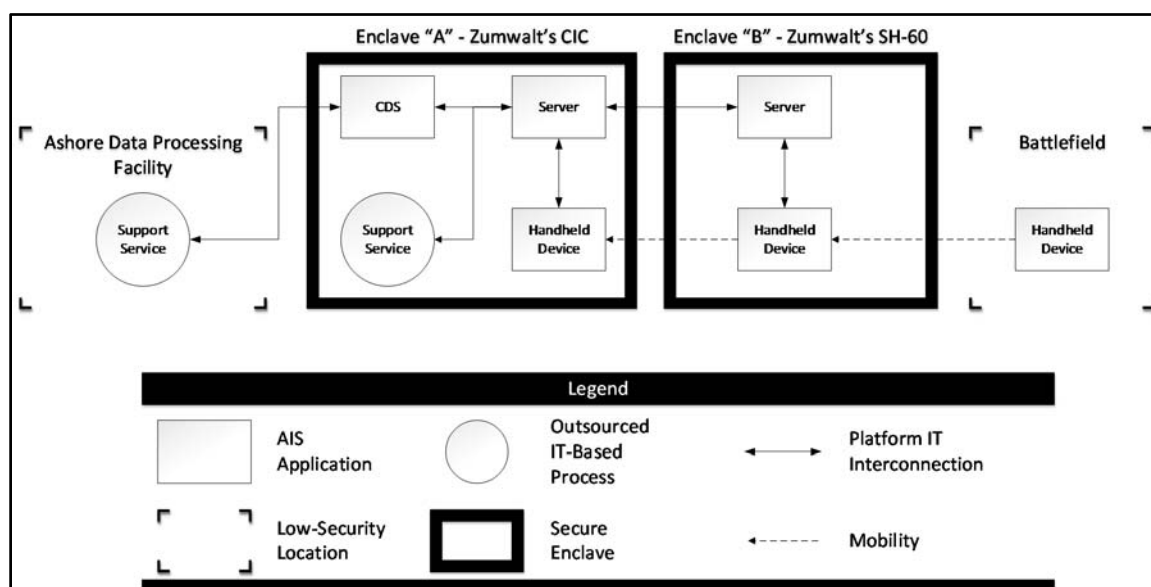 Enclave “A” - Zumwalt’s CIC
Enclave “B” - Zumwalt’s SH-60
Ashore Data Processing
Facility
Support
Service
CDS
Server
Support
Service
Handheld
Device
Server
Handheld
Device
Battlefield
Handheld
Device
Legend
AIS
Application
Outsourced
IT-Based
Process
Platform IT
Interconnection
Low-Security
Location
Secure
Enclave
Mobility